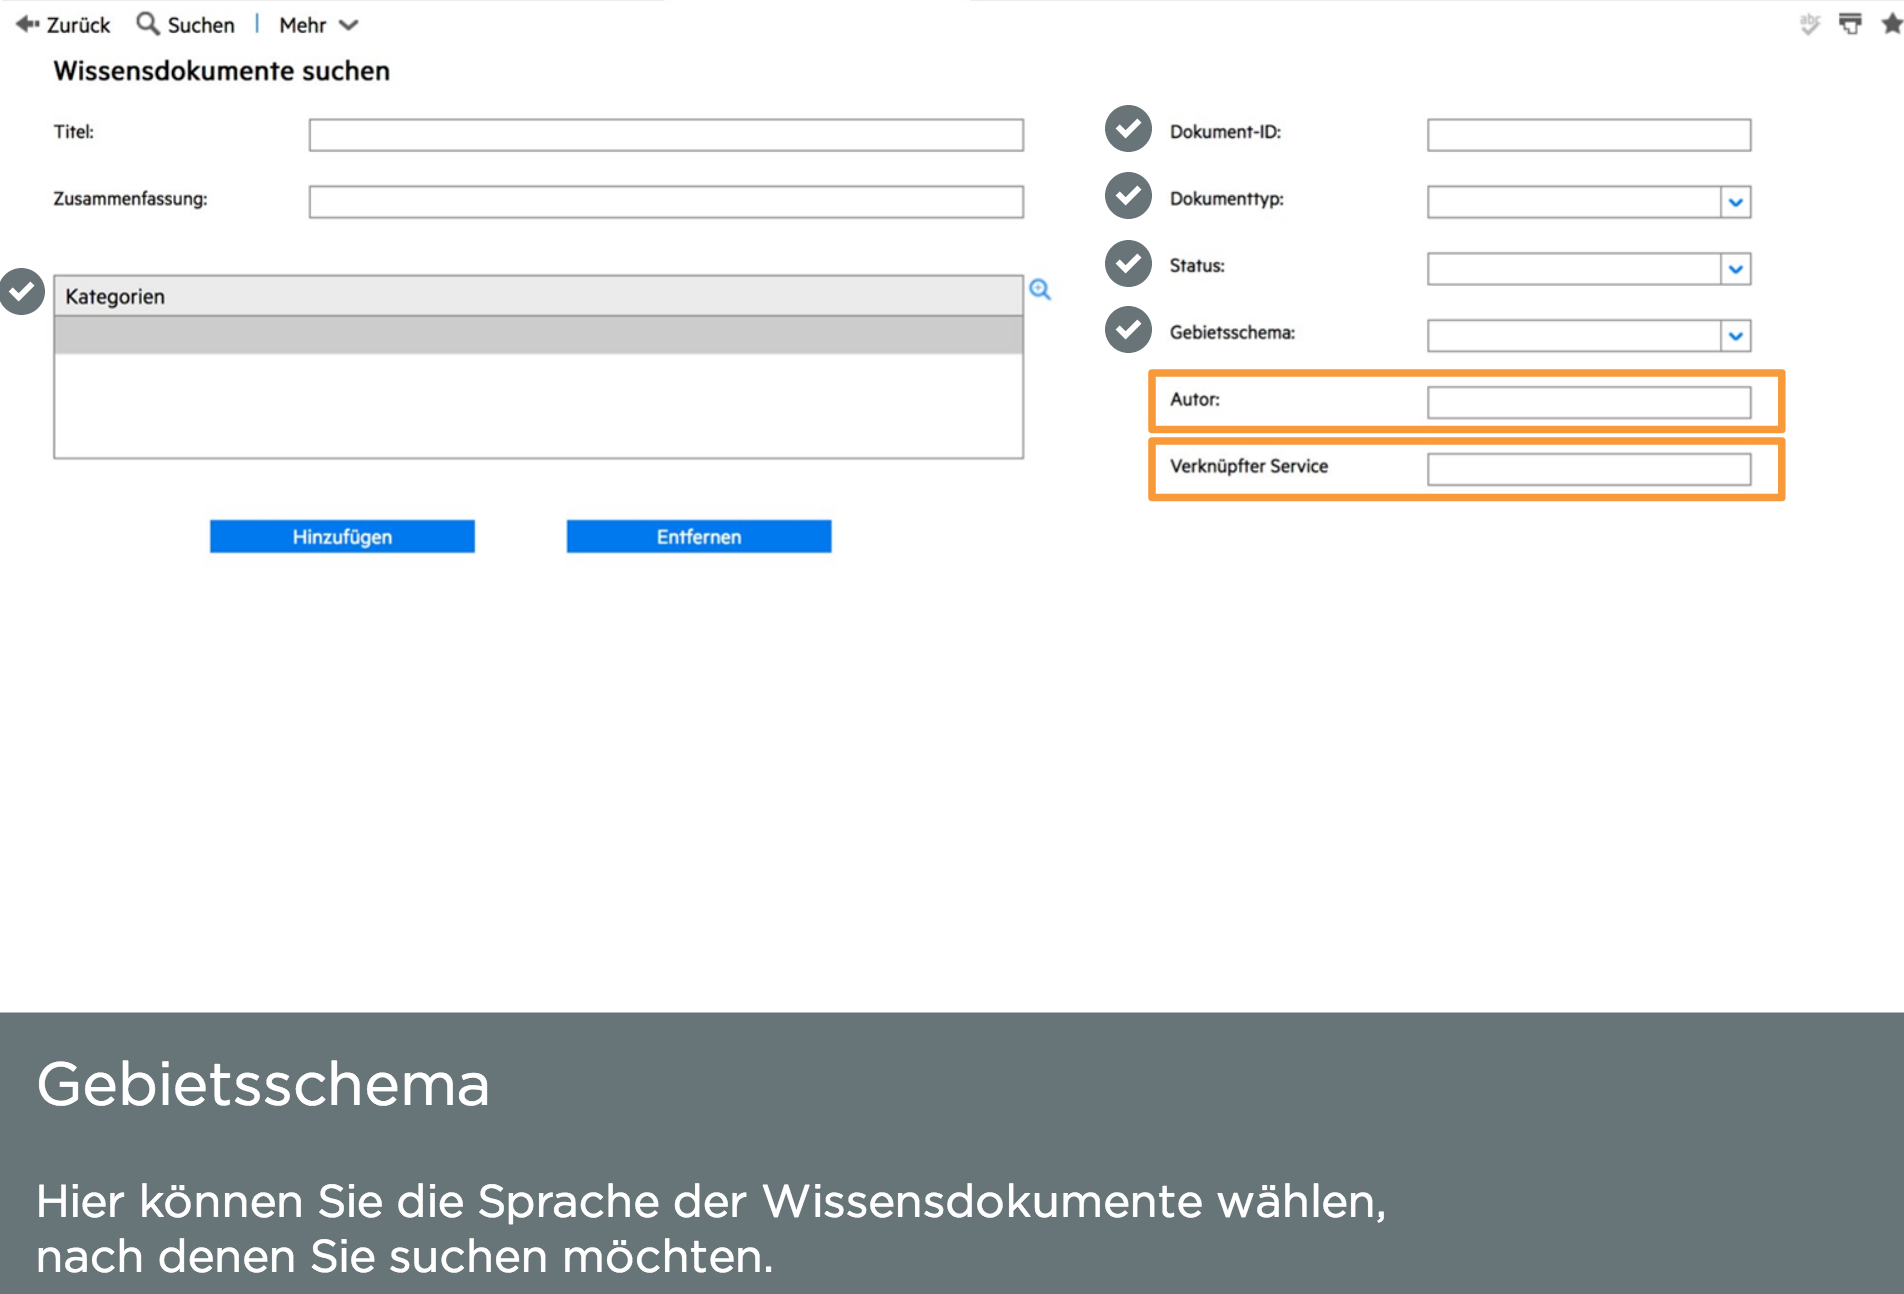 Zurück Suchen | Mehr
abc
Wissensdokumente suchen
Titel:
Zusammenfassung:
Kategorien
Hinzufügen Entfernen
Dokument-ID:
Dokumenttyp:
Status:
Gebietsschema:
Autor:
Verknüpfter Service
Gebietsschema
Hier können Sie die Sprache der Wissensdokumente wählen,
nach denen Sie suchen möchten.